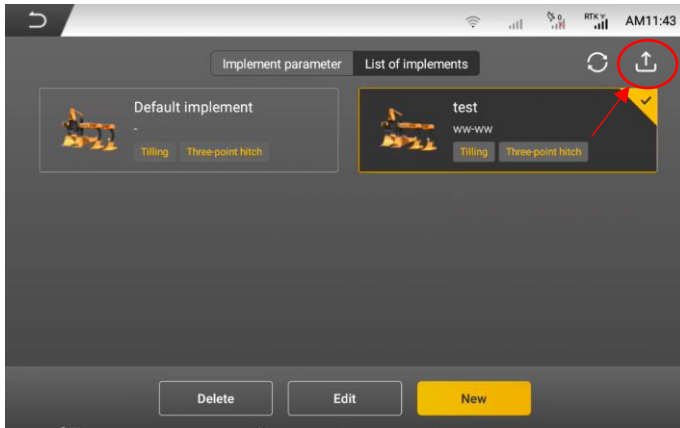 0
RTK
AM11:43
Implement parameter
List of implements
Default implement
-
Tilling
Three-point hitch
test
ww-ww
Tilling
Three-point hitch
Delete
Edit
New